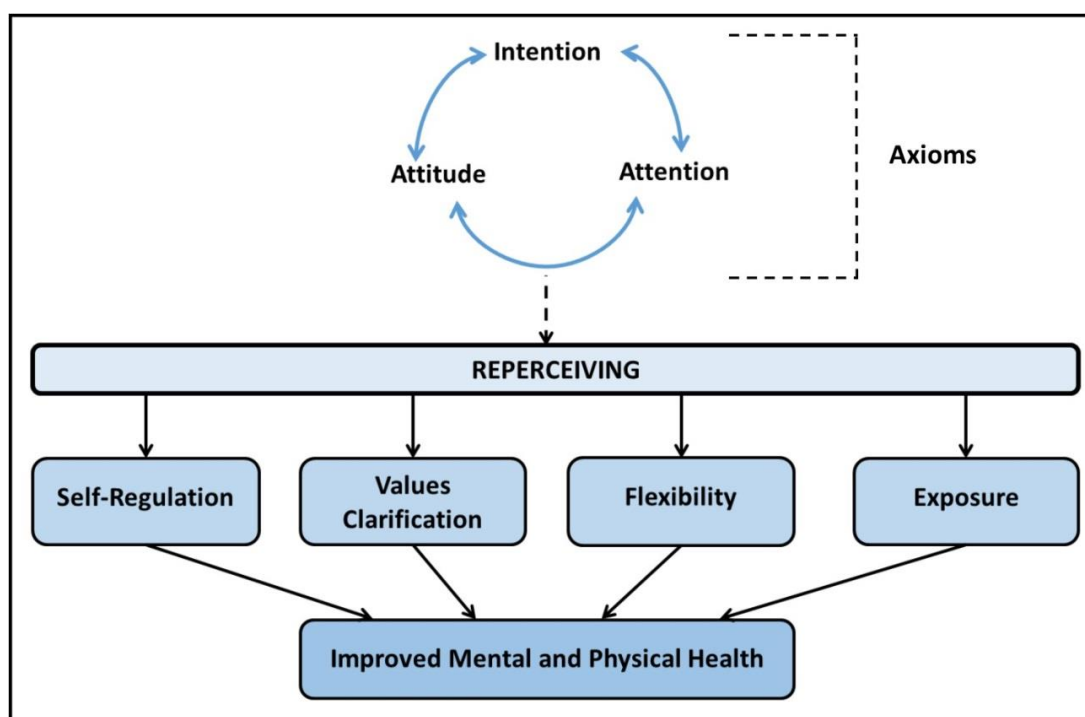 Intention
Attitude
Attention
Axioms
REPERCEIVING
Self-Regulation
Values
Clarification
Flexibility
Exposure
Improved Mental and Physical Health